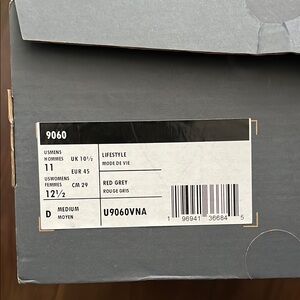 9060
USMENS
HOMMES UK 10½
11 EUR 45
USWOMENS
FEMMES CM 29
12½
D MEDIUM
MOYEN
LIFESTYLE
MODE DE VIE
RED GREY
ROUGE GRIS
U9060VNA
1 96941 36684 5